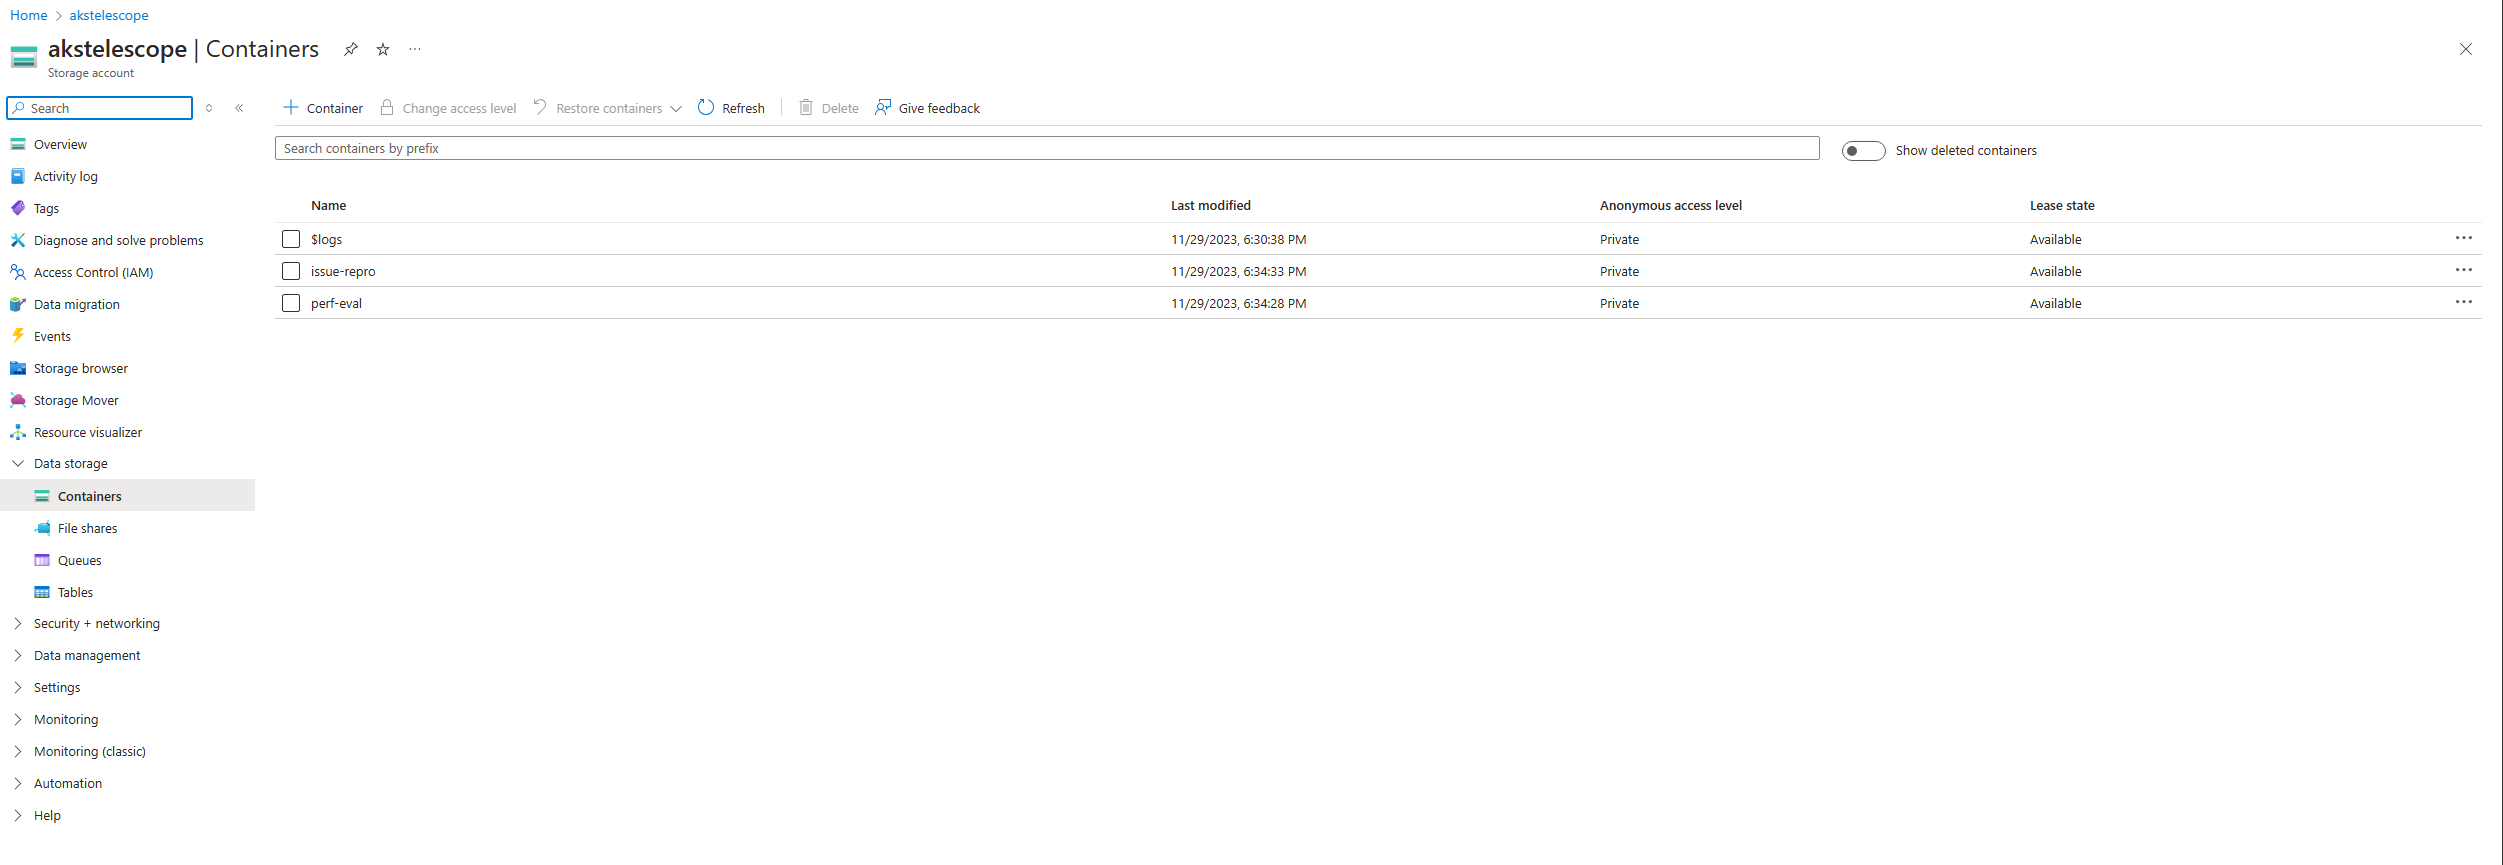 Home > akstelescope
akstelescope | Containers
Storage account
Search
Overview
Activity log
Tags
Diagnose and solve problems
Access Control (IAM)
Data migration
Events
Storage browser
Storage Mover
Resource visualizer
Data storage
Containers
File shares
Queues
Tables
Security + networking
Data management
Settings
Monitoring
Monitoring (classic)
Automation
Help
Container Change access level Restore containers Refresh Delete Give feedback
Search containers by prefix Show deleted containers
Name Last modified Anonymous access level Lease state
$logs 11/29/2023, 6:30:38 PM Private Available
issue-repro 11/29/2023, 6:34:33 PM Private Available
perf-eval 11/29/2023, 6:34:28 PM Private Available